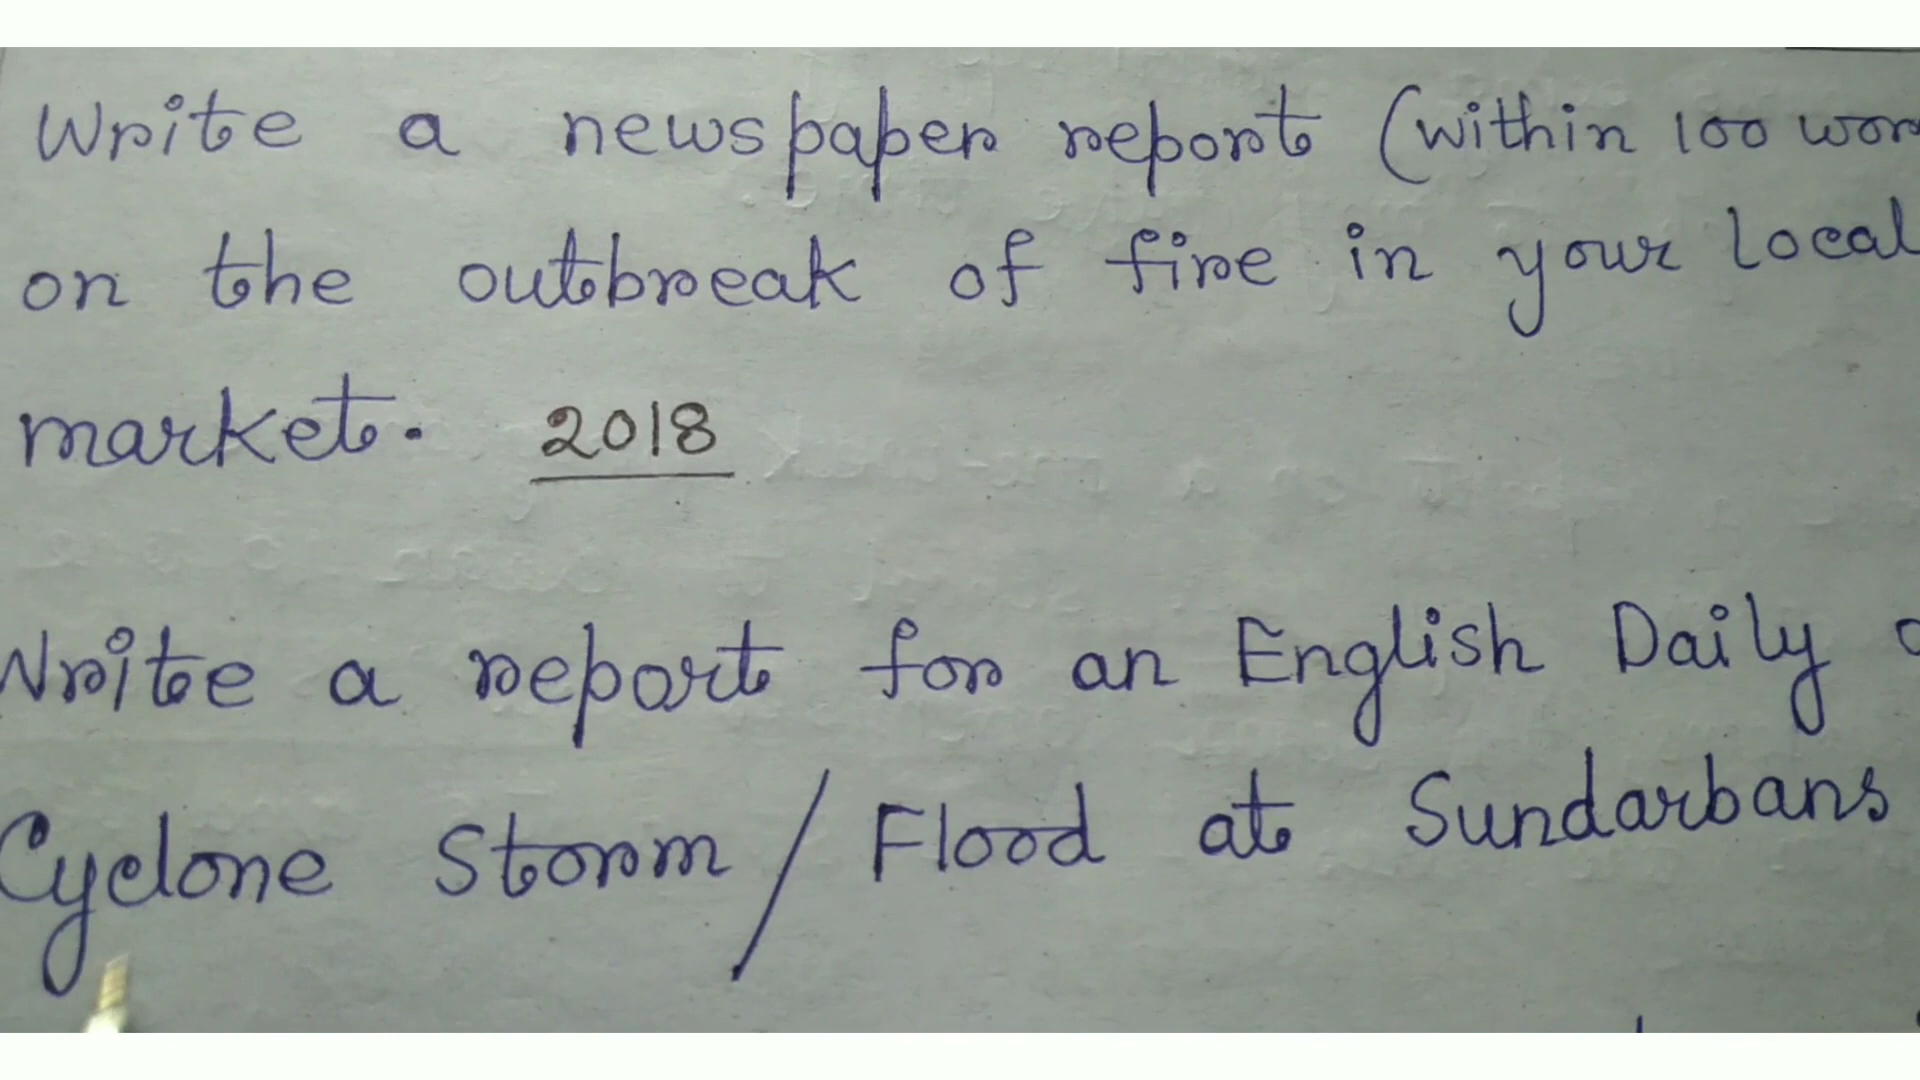 Write a newspaper report (within 100 wor
on the outbreak of fire in your local
market. 2018
Write a report for an English Daily
Cyclone Storm / Flood at Sundarbans